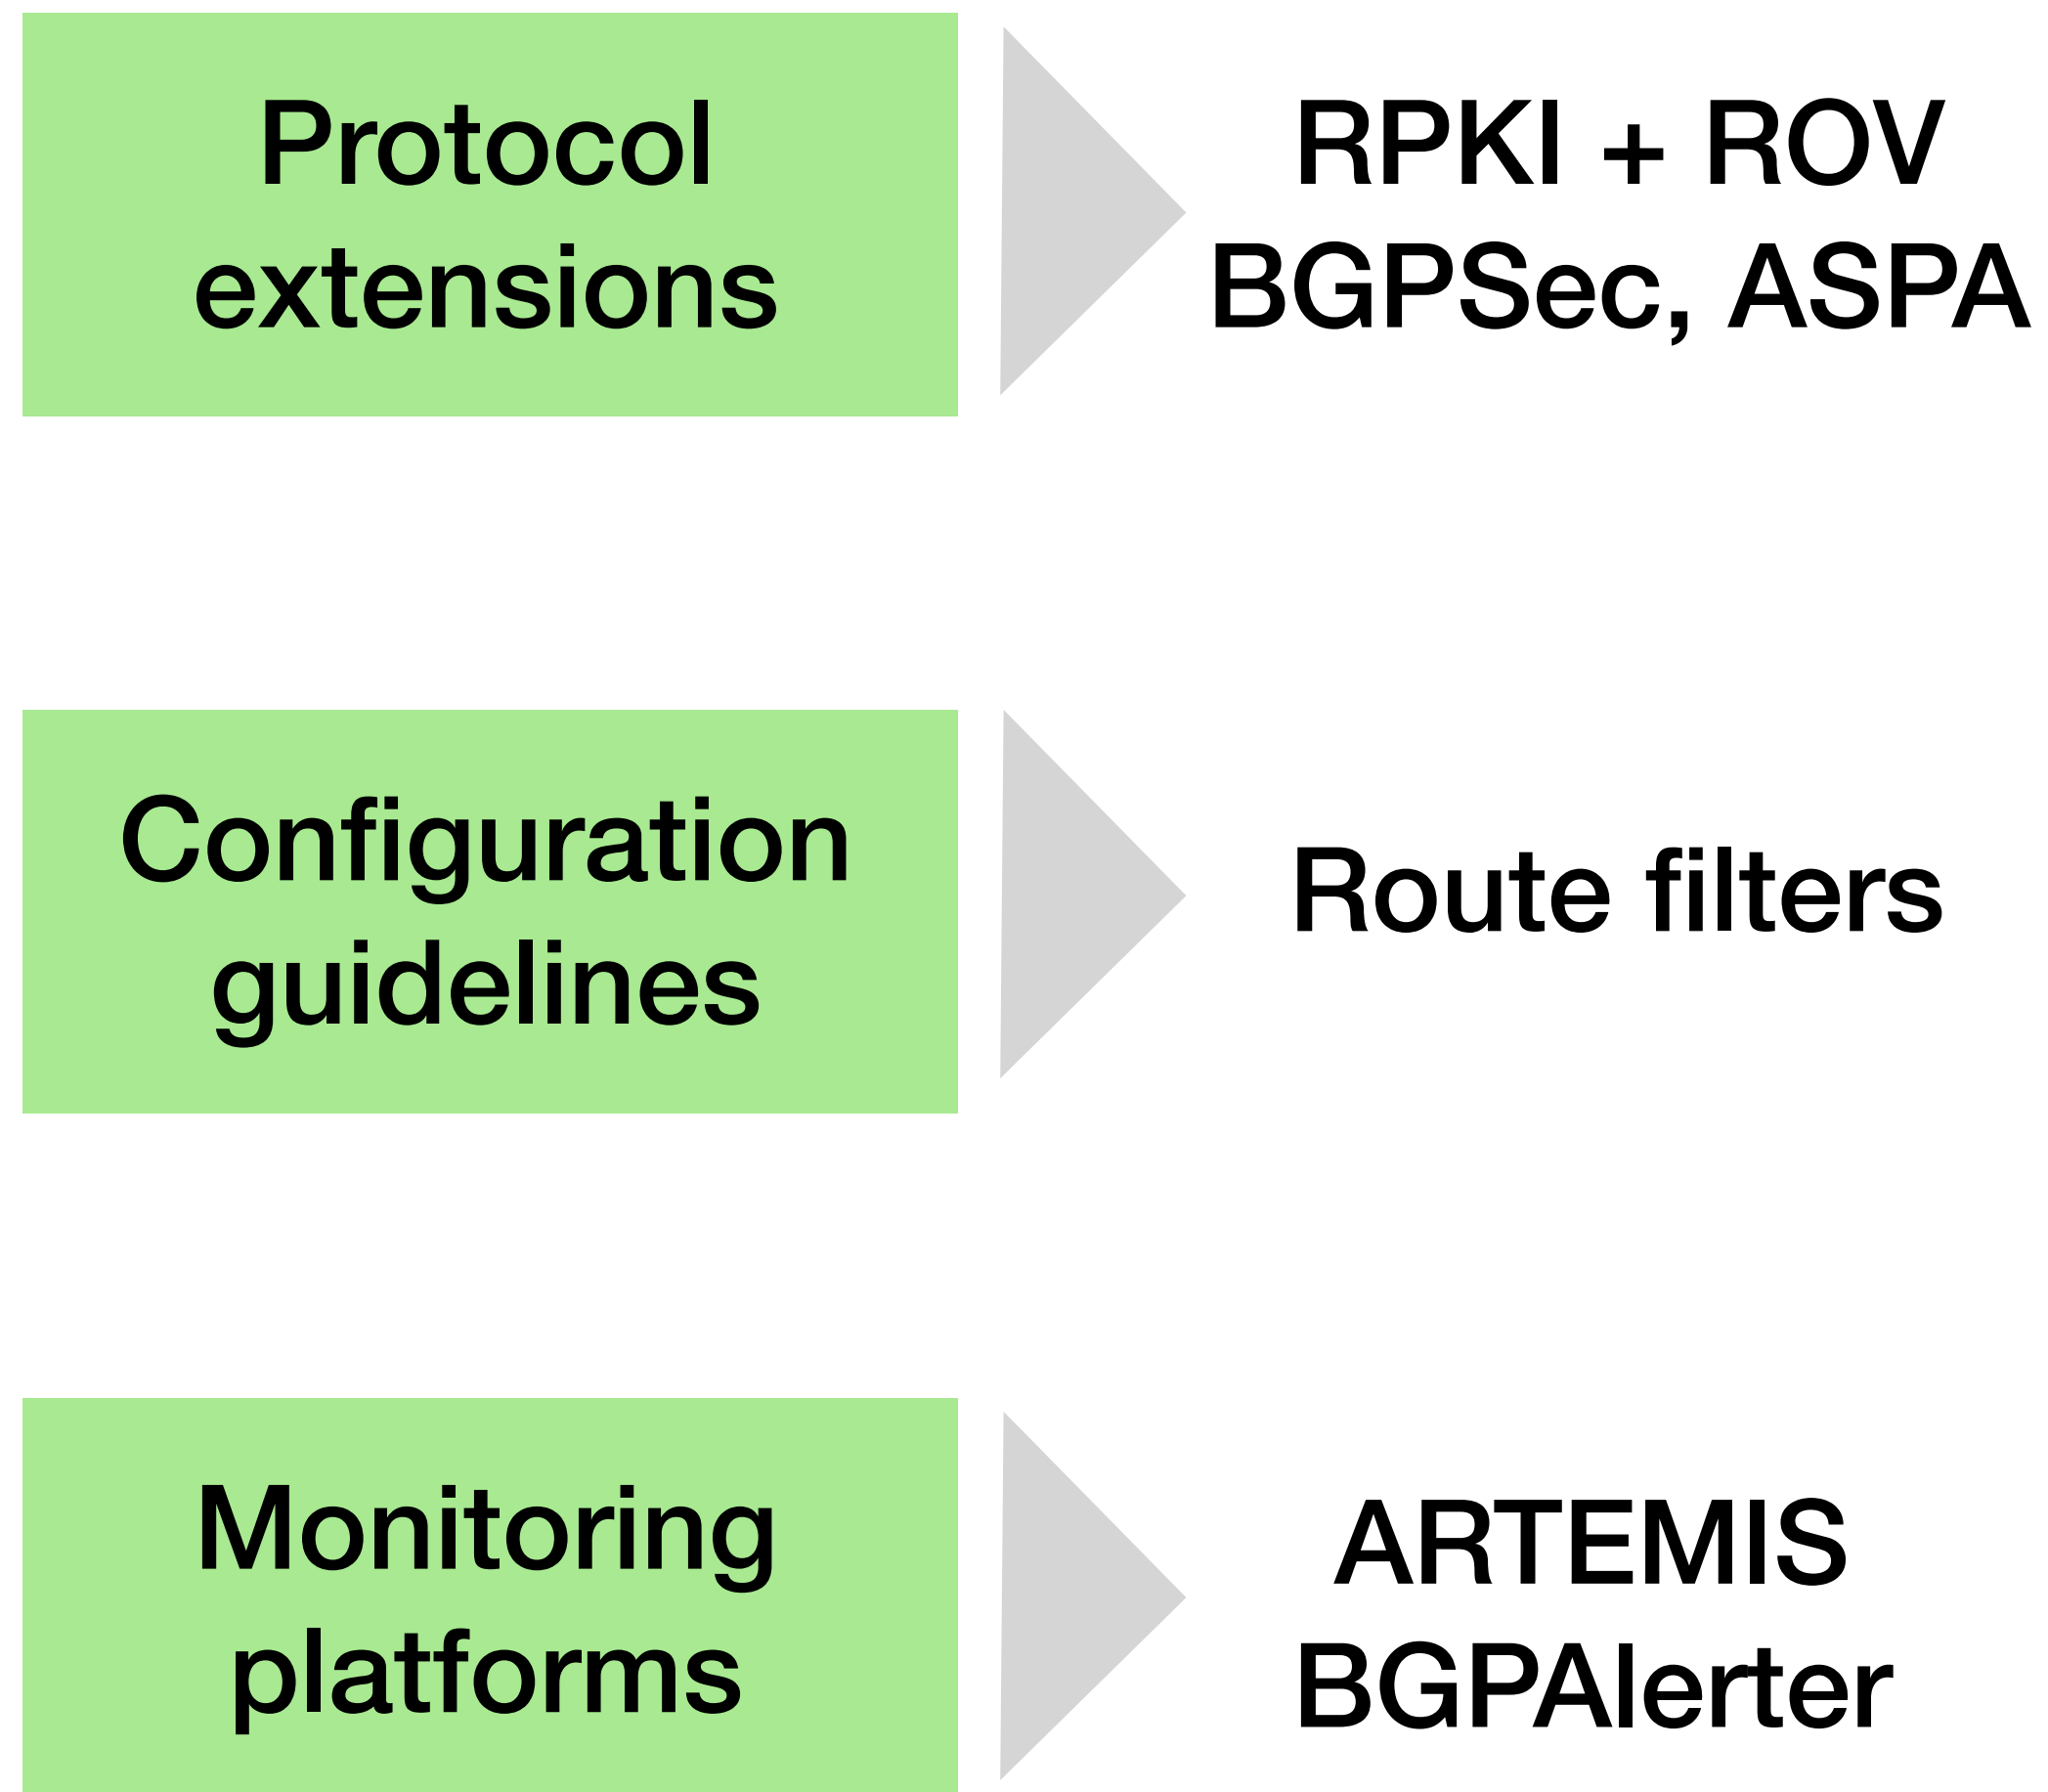 Protocol
extensions
RPKI + ROV
BGPSec, ASPA
Configuration
guidelines
Route filters
Monitoring
platforms
ARTEMIS
BGPAlerter